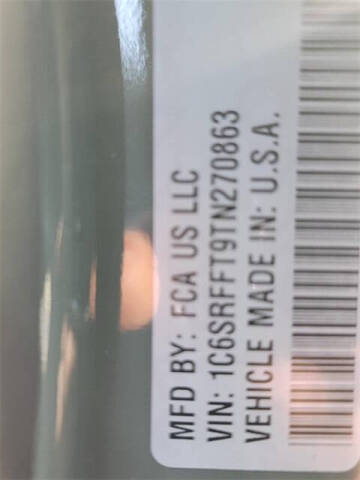 MFD BY: FCA US LLC
VIN: 1C6SRFFT9TN270863
VEHICLE MADE IN: U.S.A.